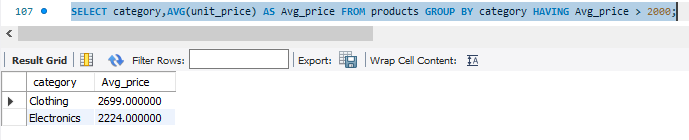 107 SELECT category,AVG(unit_price) AS Avg_price FROM products GROUP BY category HAVING Avg_price > 2000;
Result Grid Filter Rows: Export: Wrap Cell Content: IA
category Avg_price
Clothing 2699.000000
Electronics 2224.000000